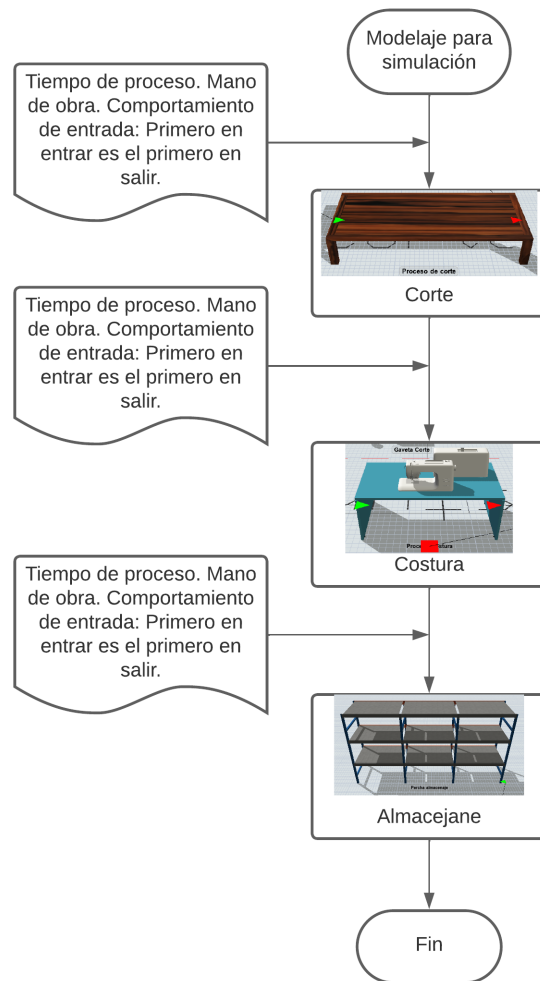 Modelaje para
simulación
Tiempo de proceso. Mano
de obra. Comportamiento
de entrada: Primero en
entrar es el primero en
salir.
Proceso de corte
Corte
Tiempo de proceso. Mano
de obra. Comportamiento
de entrada: Primero en
entrar es el primero en
salir.
Gaveta Corte
Costura
Tiempo de proceso. Mano
de obra. Comportamiento
de entrada: Primero en
entrar es el primero en
salir.
Percha almacenaje
Almacejane
Fin